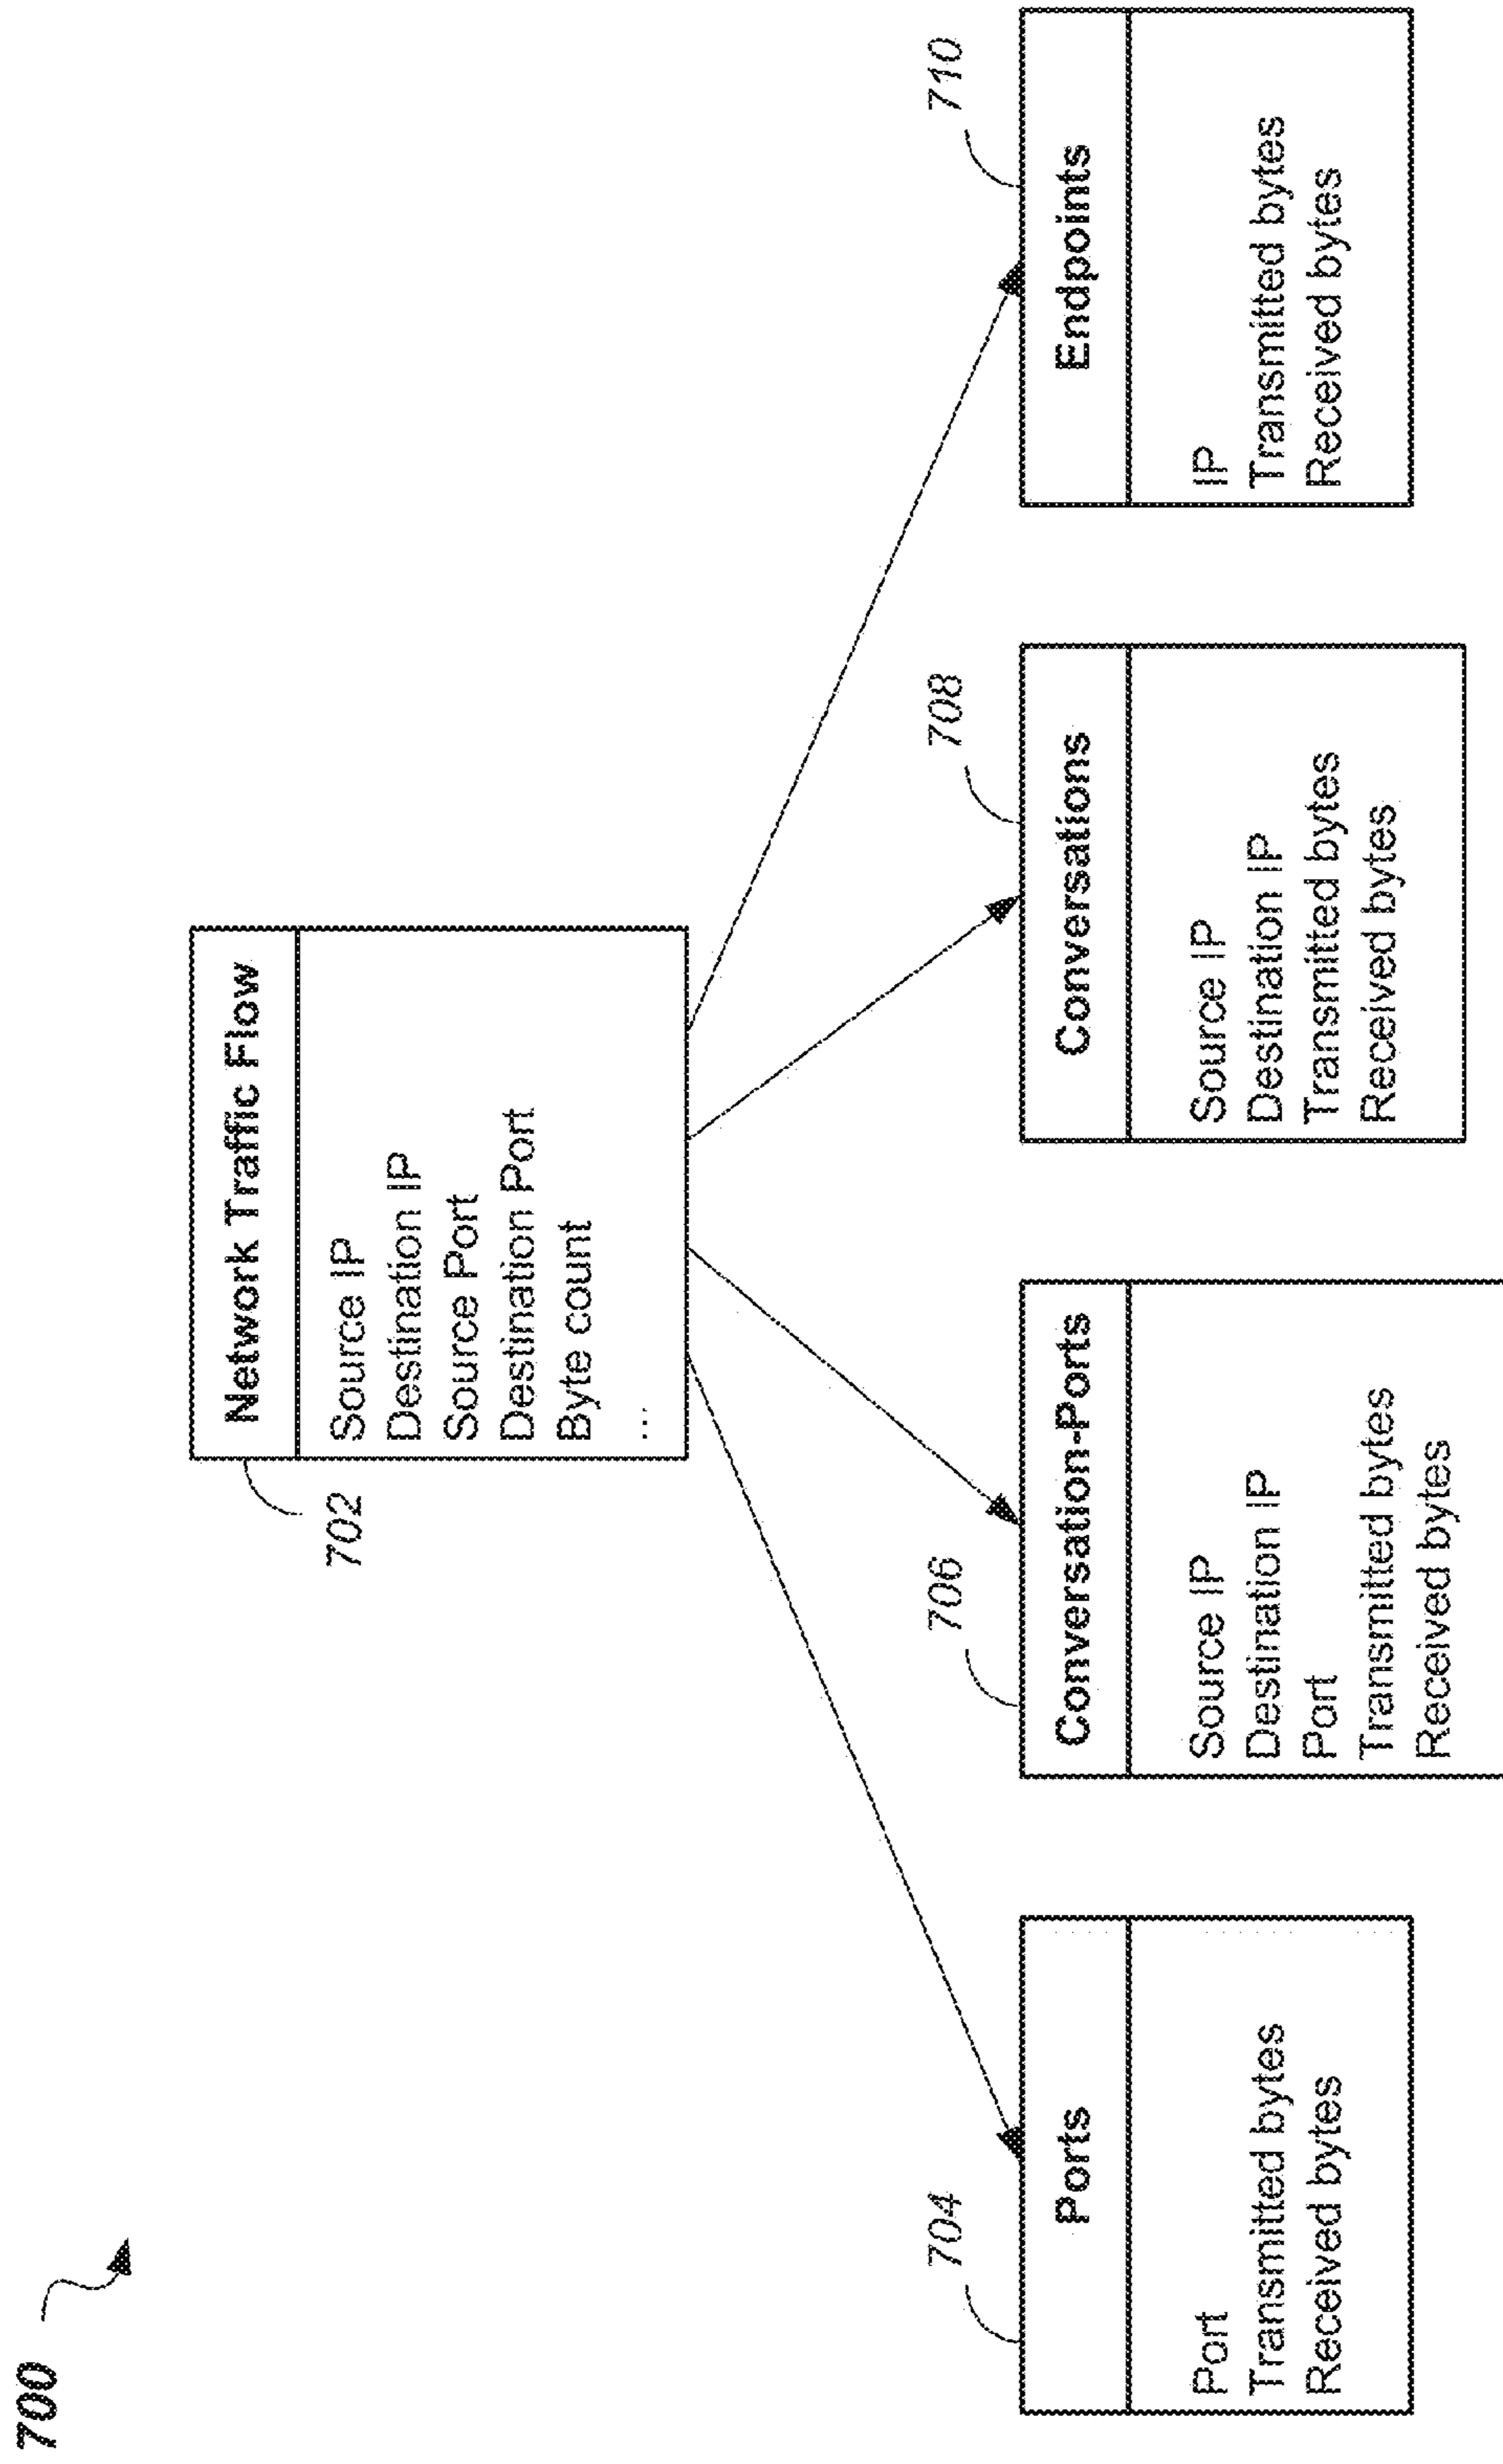 700
Network Traffic Flow
Source IP
Destination IP
Source Port
Destination Port
Byte count
...
702
704
Ports
Port
Transmitted bytes
Received bytes
706
Conversation-Ports
Source IP
Destination IP
Port
Transmitted bytes
Received bytes
708
Conversations
Source IP
Destination IP
Transmitted bytes
Received bytes
710
Endpoints
IP
Transmitted bytes
Received bytes